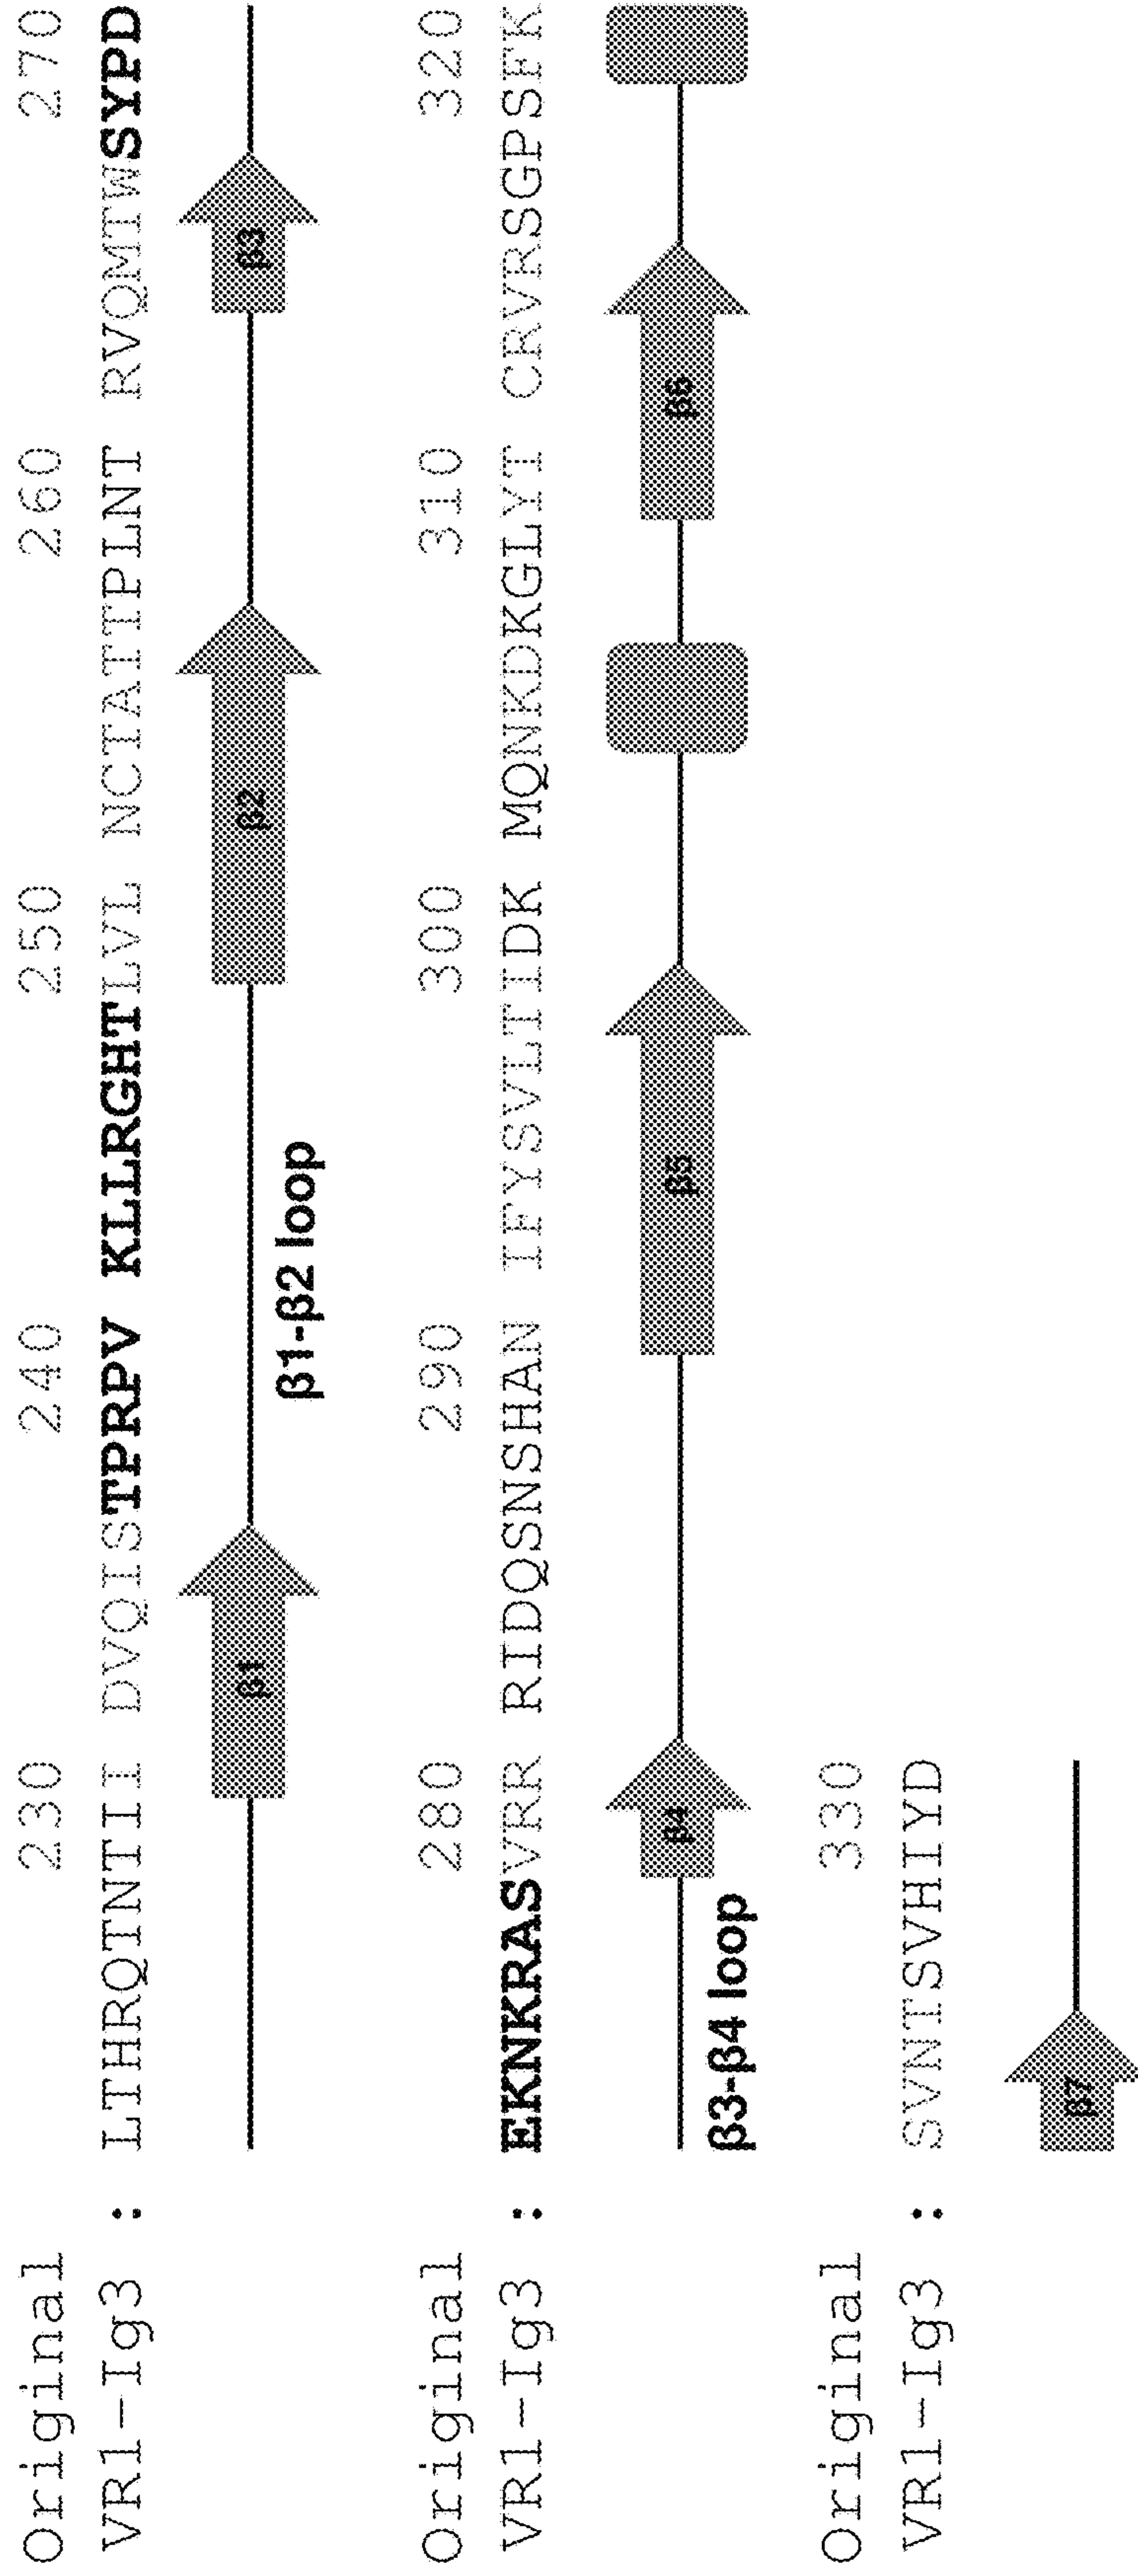 Original 230 240 250 260 270
VR1-Ig3 : LTHRQTNTII DVQISTPRPV KLLRGHTLVL NCTATTPLNT RVQMTWSYPD
β1 β2 β3
β1-β2 loop
Original 280 290 300 310 320
VR1-Ig3 : EKNKRASVRR RIDQSNSHAN IFYSVLTIDK MQNKDKGLYT CRVRSGPSFK
β4 β5 β6
β3-β4 loop
Original 330
VR1-Ig3 : SVNTSVHIYD
β7